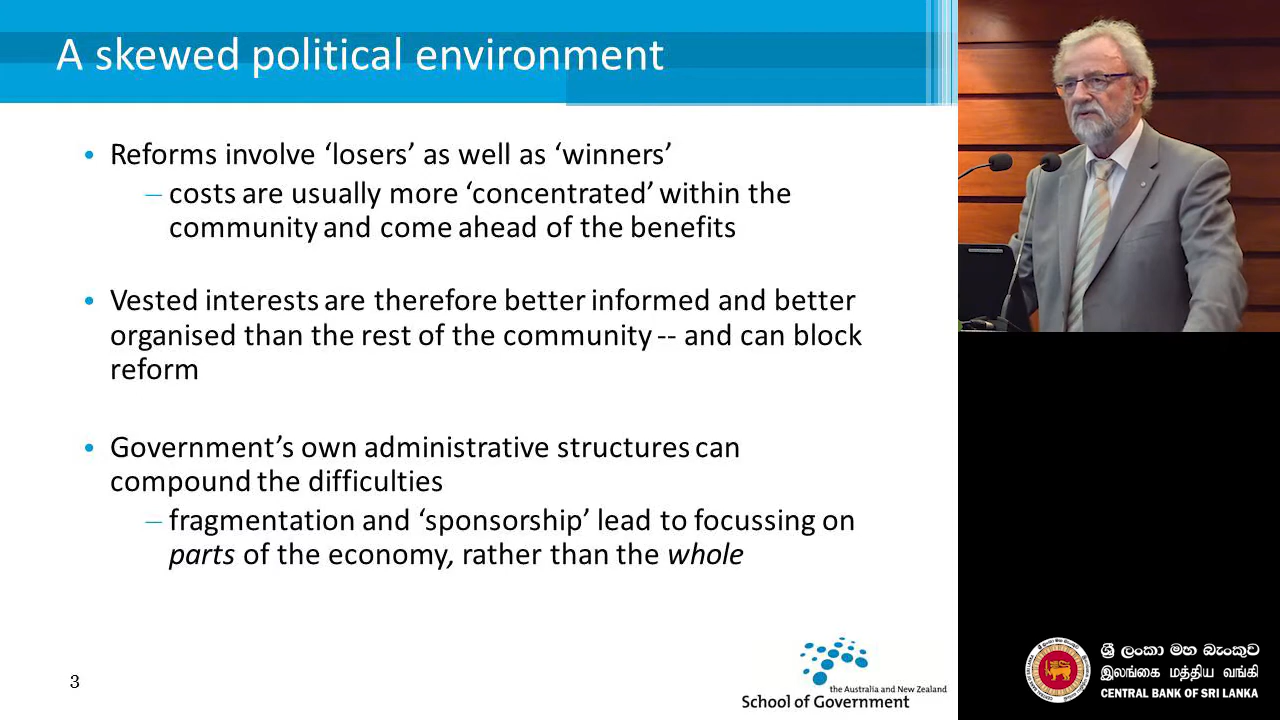 A skewed political environment
• Reforms involve ‘losers’ as well as ‘winners’
– costs are usually more ‘concentrated’ within the
community and come ahead of the benefits
• Vested interests are therefore better informed and better
organised than the rest of the community -- and can block
reform
• Government’s own administrative structures can
compound the difficulties
– fragmentation and ‘sponsorship’ lead to focussing on
parts of the economy, rather than the whole
3
the Australia and New Zealand
School of Government
ශ්‍රී ලංකා මහ බැංකුව
இலங்கை மத்திய வங்கி
CENTRAL BANK OF SRI LANKA